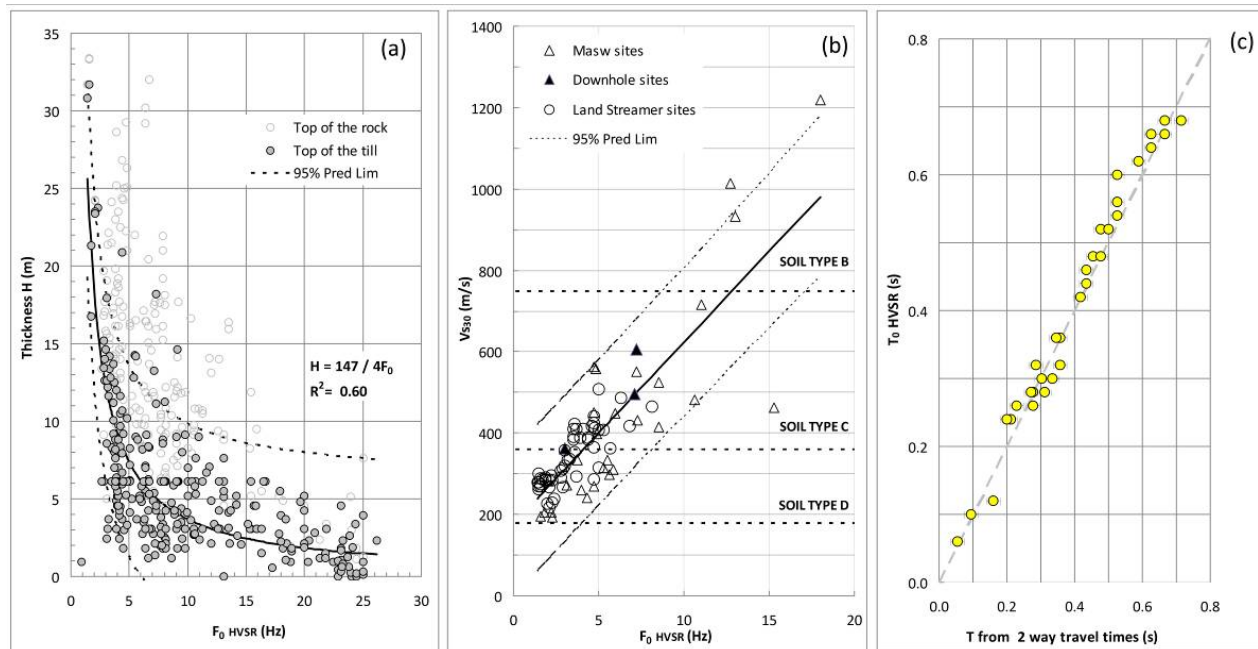 (a)
35
30
25
20
15
10
5
0
Thickness H (m)
Top of the rock
Top of the till
95% Pred Lim
H = 147 / 4F₀
R² = 0.60
0 5 10 15 20 25 30
F₀ HVSR (Hz)
(b)
1400
1200
1000
800
600
400
200
0
Vs30 (m/s)
Masw sites
Downhole sites
Land Streamer sites
95% Pred Lim
SOIL TYPE B
SOIL TYPE C
SOIL TYPE D
0 5 10 15 20
F₀ HVSR (Hz)
(c)
0.8
0.6
0.4
0.2
0.0
T₀ HVSR (s)
0.0 0.2 0.4 0.6 0.8
T from 2 way travel times (s)